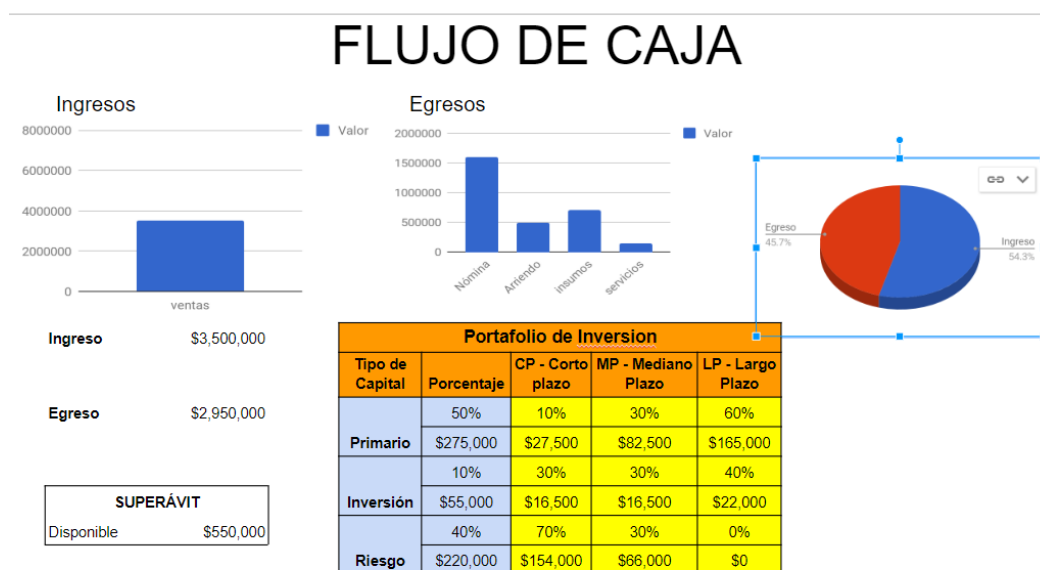 FLUJO DE CAJA
Ingresos
8000000
6000000
4000000
2000000
0
ventas
Valor
Egresos
2000000
1500000
1000000
500000
0
Nómina
Arriendo
insumos
servicios
Valor
Egreso
45.7%
Ingreso
54.3%
Ingreso $3,500,000
Egreso $2,950,000
SUPERÁVIT
Disponible $550,000
Portafolio de Inversion
Tipo de Capital Porcentaje CP - Corto plazo MP - Mediano Plazo LP - Largo Plazo
50% 10% 30% 60%
Primario $275,000 $27,500 $82,500 $165,000
10% 30% 30% 40%
Inversión $55,000 $16,500 $16,500 $22,000
40% 70% 30% 0%
Riesgo $220,000 $154,000 $66,000 $0